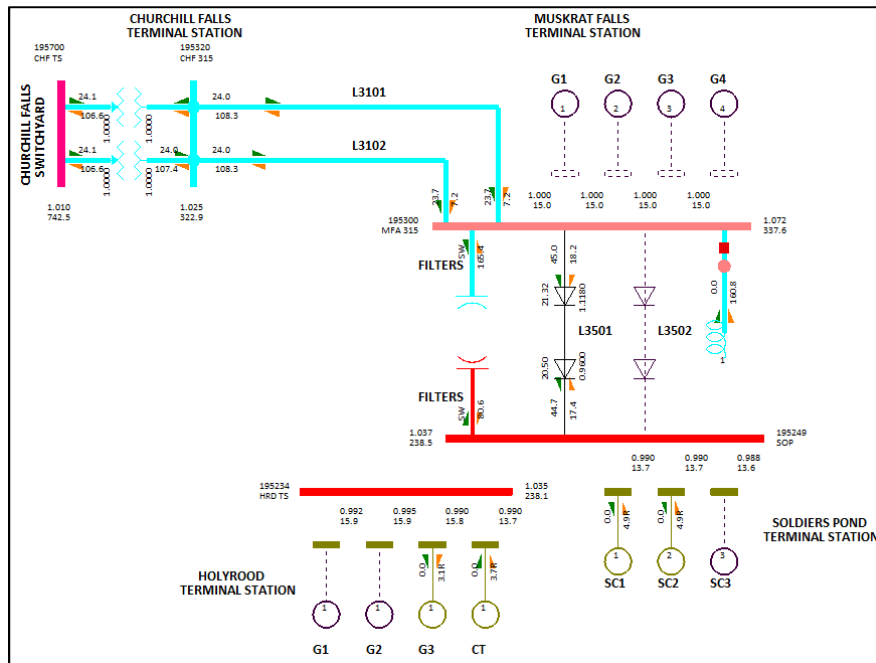 CHURCHILL FALLS
TERMINAL STATION
MUSKRAT FALLS
TERMINAL STATION
195700
CHF TS
195320
CHF 315
CHURCHILL FALLS
SWITCHYARD
24.1
106.6
1.0000
1.0000
24.0
108.3
L3101
24.1
106.6
1.0000
1.0000
24.0
107.4
24.0
108.3
L3102
1.010
742.5
1.025
322.9
G1
G2
G3
G4
1
2
3
4
23.7
7.2
23.7
7.2
1.000
15.0
1.000
15.0
1.000
15.0
1.000
15.0
195300
MFA 315
1.072
337.6
FILTERS
SW
165.4
45.0
18.2
21.32
1.1180
L3501
L3502
0.0
160.8
1
20.50
0.9600
44.7
17.4
FILTERS
SW
80.6
1.037
238.5
195249
SOP
195234
HRD TS
1.035
238.1
0.992
15.9
0.995
15.9
0.990
15.8
0.990
13.7
0.990
13.7
0.990
13.7
0.988
13.6
0.0
4.9R
0.0
4.9R
1
2
3
SC1
SC2
SC3
SOLDIERS POND
TERMINAL STATION
HOLYROOD
TERMINAL STATION
0.0
3.1R
0.0
3.7R
1
1
1
1
G1
G2
G3
CT